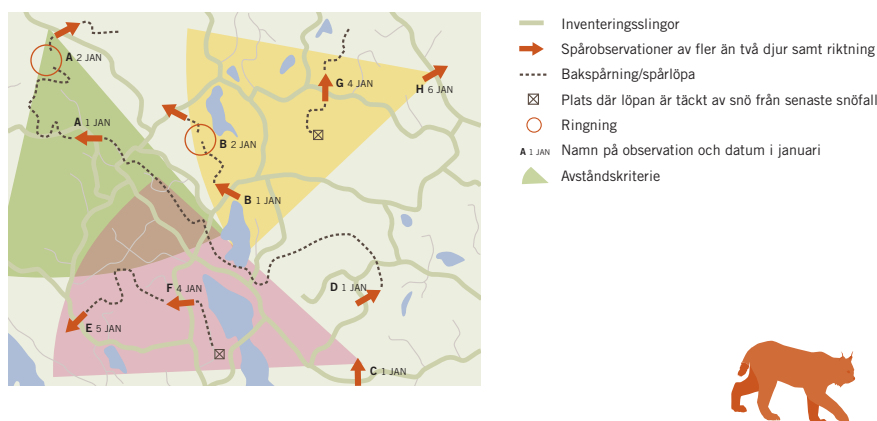 A 2 JAN
G 4 JAN
H 6 JAN
A 1 JAN
B 2 JAN
B 1 JAN
F 4 JAN
D 1 JAN
E 5 JAN
C 1 JAN
Inventeringsslingor
Spårobservationer av fler än två djur samt riktning
Bakspårning/spårlöpa
Plats där löpan är täckt av snö från senaste snöfall
Ringning
A 1 JAN Namn på observation och datum i januari
Avståndskriterie